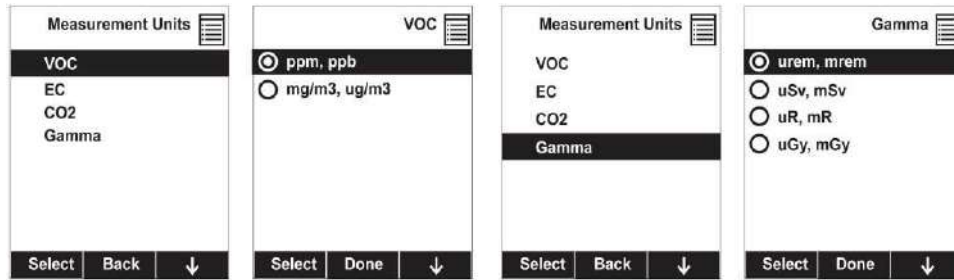 Measurement Units
VOC
EC
CO2
Gamma
Select Back ↓
VOC
ppm, ppb
mg/m3, ug/m3
Select Done ↓
Measurement Units
VOC
EC
CO2
Gamma
Select Back ↓
Gamma
urem, mrem
uSv, mSv
uR, mR
uGy, mGy
Select Done ↓